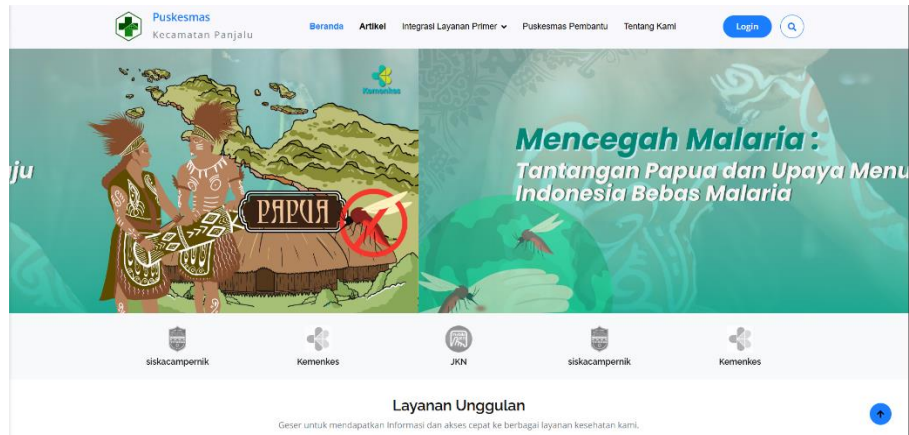 Puskesmas
Kecamatan Panjalu
Beranda Artikel Integrasi Layanan Primer Puskesmas Pembantu Tentang Kami Login
Kemenkes
ju
PAPUA
Mencegah Malaria :
Tantangan Papua dan Upaya Menu
Indonesia Bebas Malaria
siskacampernik Kemenkes JKN siskacampernik Kemenkes
Layanan Unggulan
Geser untuk mendapatkan Informasi dan akses cepat ke berbagai layanan kesehatan kami.